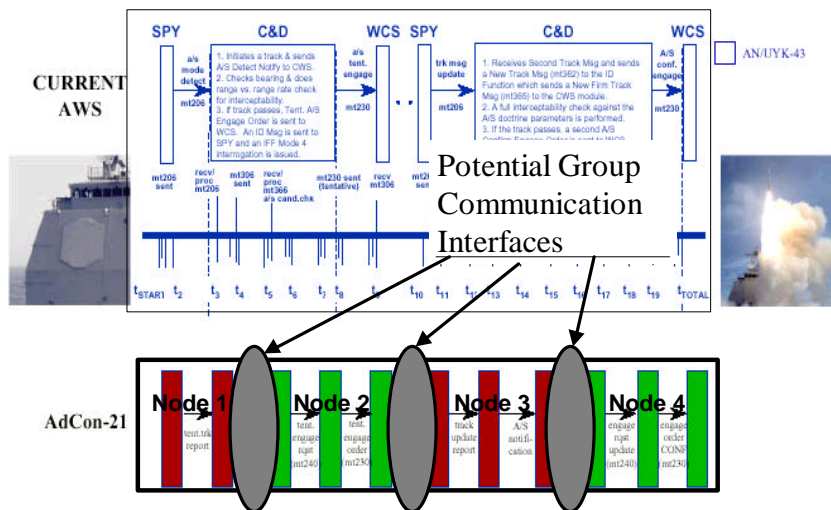 SPY
C&D
WCS
SPY
C&D
WCS
AN/UYK-43
CURRENT
AWS
a/s
mode
detect
mt206
1. Initiates a track & sends
A/S Detect Notify to CWS.
2. Checks bearing & does
range vs. range rate check
for interceptability.
3. If track passes, Tent. A/S
Engage Order is sent to
WCS. An ID Msg is sent to
SPY and an IFF Mode 4
interrogation is issued.
a/s
tent.
engage
mt230
trk msg
update
mt206
1. Receives Second Track Msg and sends
a New Track Msg (mt362) to the ID
Function which sends a New Firm Track
Msg (mt365) to the CWS module.
2. A full interceptability check against the
A/S doctrine parameters is performed.
3. If the track passes, a second A/S
A/S
conf.
engage
mt230
mt206
sent
recv/
proc
mt206
mt306
sent
recv/
proc
mt366
a/s cand.chk
mt230 sent
(tentative)
recv
mt306
Potential Group
Communication
Interfaces
tSTART
t2
t3
t4
t5
t6
t7
t8
t10
t11
t12
t13
t14
t15
t16
t17
t18
t19
tTOTAL
AdCon-21
Node 1
Node 2
Node 3
Node 4
tent.trk
report
tent.
engage
rqst
(mt240)
tent.
engage
order
(mt230)
track
update
report
A/S
notifi-
cation
engage
rqst
update
(mt240)
engage
order
CONF
(mt230)